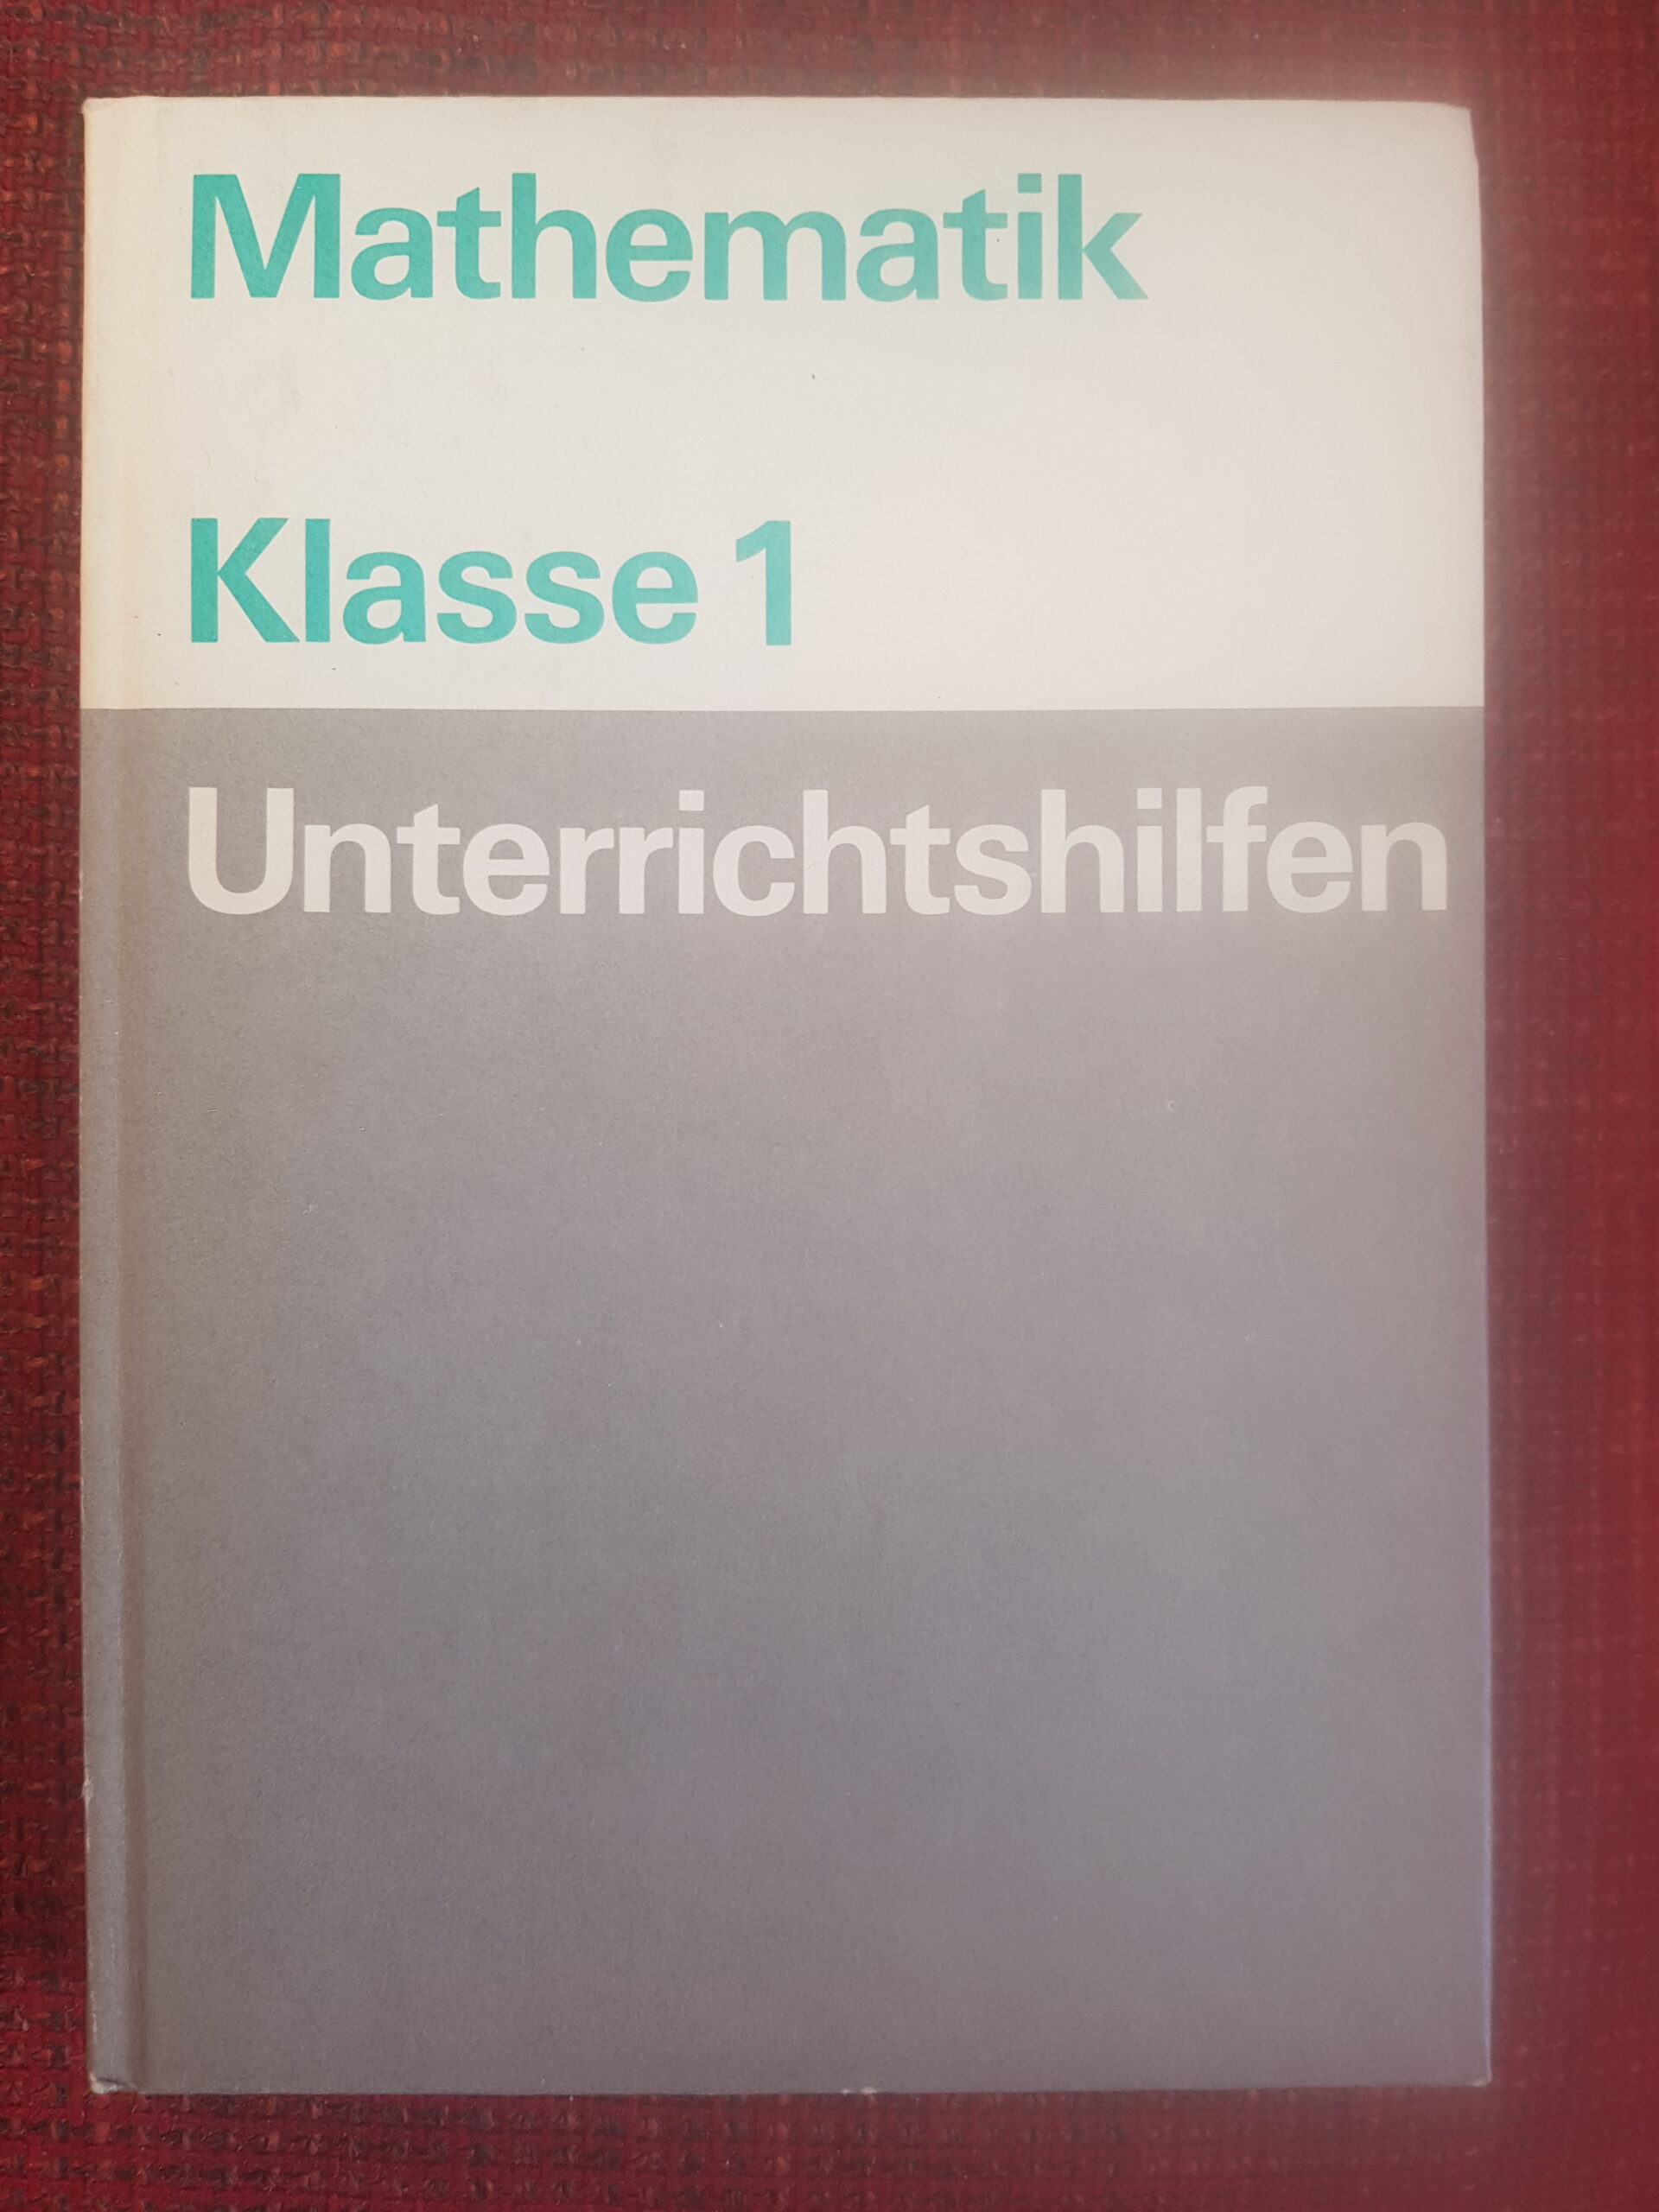 Mathematik
Klasse 1
Unterrichtshilfen